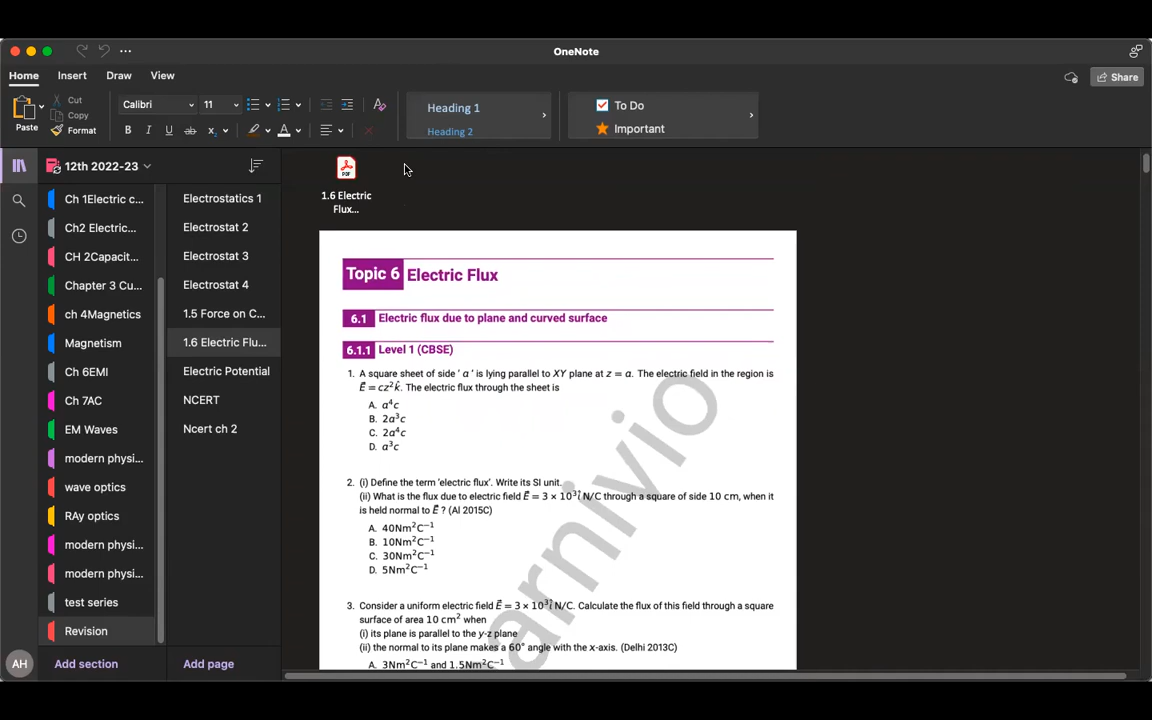 OneNote
Home Insert Draw View
Share
Paste
Cut
Copy
Format
Calibri
11
Heading 1
Heading 2
To Do
Important
12th 2022-23
Ch 1Electric c...
Ch2 Electric...
CH 2Capacit...
Chapter 3 Cu...
ch 4Magnetics
Magnetism
Ch 6EMI
Ch 7AC
EM Waves
modern physi...
wave optics
RAy optics
modern physi...
modern physi...
test series
Revision
Add section
AH
Electrostatics 1
Electrostat 2
Electrostat 3
Electrostat 4
1.5 Force on C...
1.6 Electric Flu...
Electric Potential
NCERT
Ncert ch 2
Add page
PDF
1.6 Electric
Flux...
Topic 6 Electric Flux
6.1 Electric flux due to plane and curved surface
6.1.1 Level 1 (CBSE)
1. A square sheet of side ' a ' is lying parallel to XY plane at z = a. The electric field in the region is
E⃗ = cz²k̂. The electric flux through the sheet is
A. a⁴c
B. 2a³c
C. 2a⁴c
D. a³c
2. (i) Define the term 'electric flux'. Write its SI unit.
(ii) What is the flux due to electric field E⃗ = 3 × 10³î N/C through a square of side 10 cm, when it
is held normal to E⃗ ? (AI 2015C)
A. 40Nm²C⁻¹
B. 10Nm²C⁻¹
C. 30Nm²C⁻¹
D. 5Nm²C⁻¹
3. Consider a uniform electric field E⃗ = 3 × 10³î N/C. Calculate the flux of this field through a square
surface of area 10 cm² when
(i) its plane is parallel to the y-z plane
(ii) the normal to its plane makes a 60° angle with the x-axis. (Delhi 2013C)
A. 3Nm²C⁻¹ and 1.5Nm²C⁻¹
arnivio